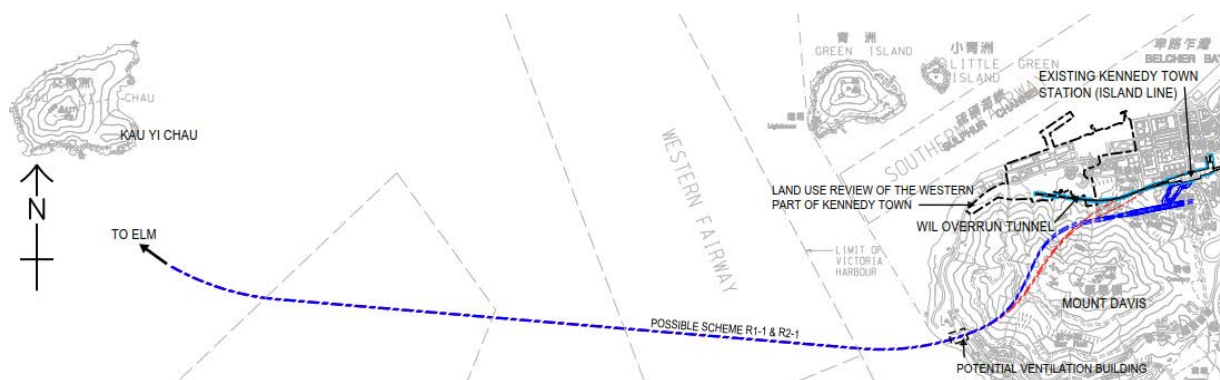 青洲
GREEN ISLAND
小青洲
LITTLE GREEN
ISLAND
BELCHER BAY
EXISTING KENNEDY TOWN
STATION (ISLAND LINE)
KAU YI CHAU
N
TO ELM
WESTERN FAIRWAY
SOUTHERN FAIRWAY
SULPHUR CHANNEL
LAND USE REVIEW OF THE WESTERN
PART OF KENNEDY TOWN
WIL OVERRUN TUNNEL
LIMIT OF
VICTORIA
HARBOUR
MOUNT DAVIS
POSSIBLE SCHEME R1-1 & R2-1
POTENTIAL VENTILATION BUILDING